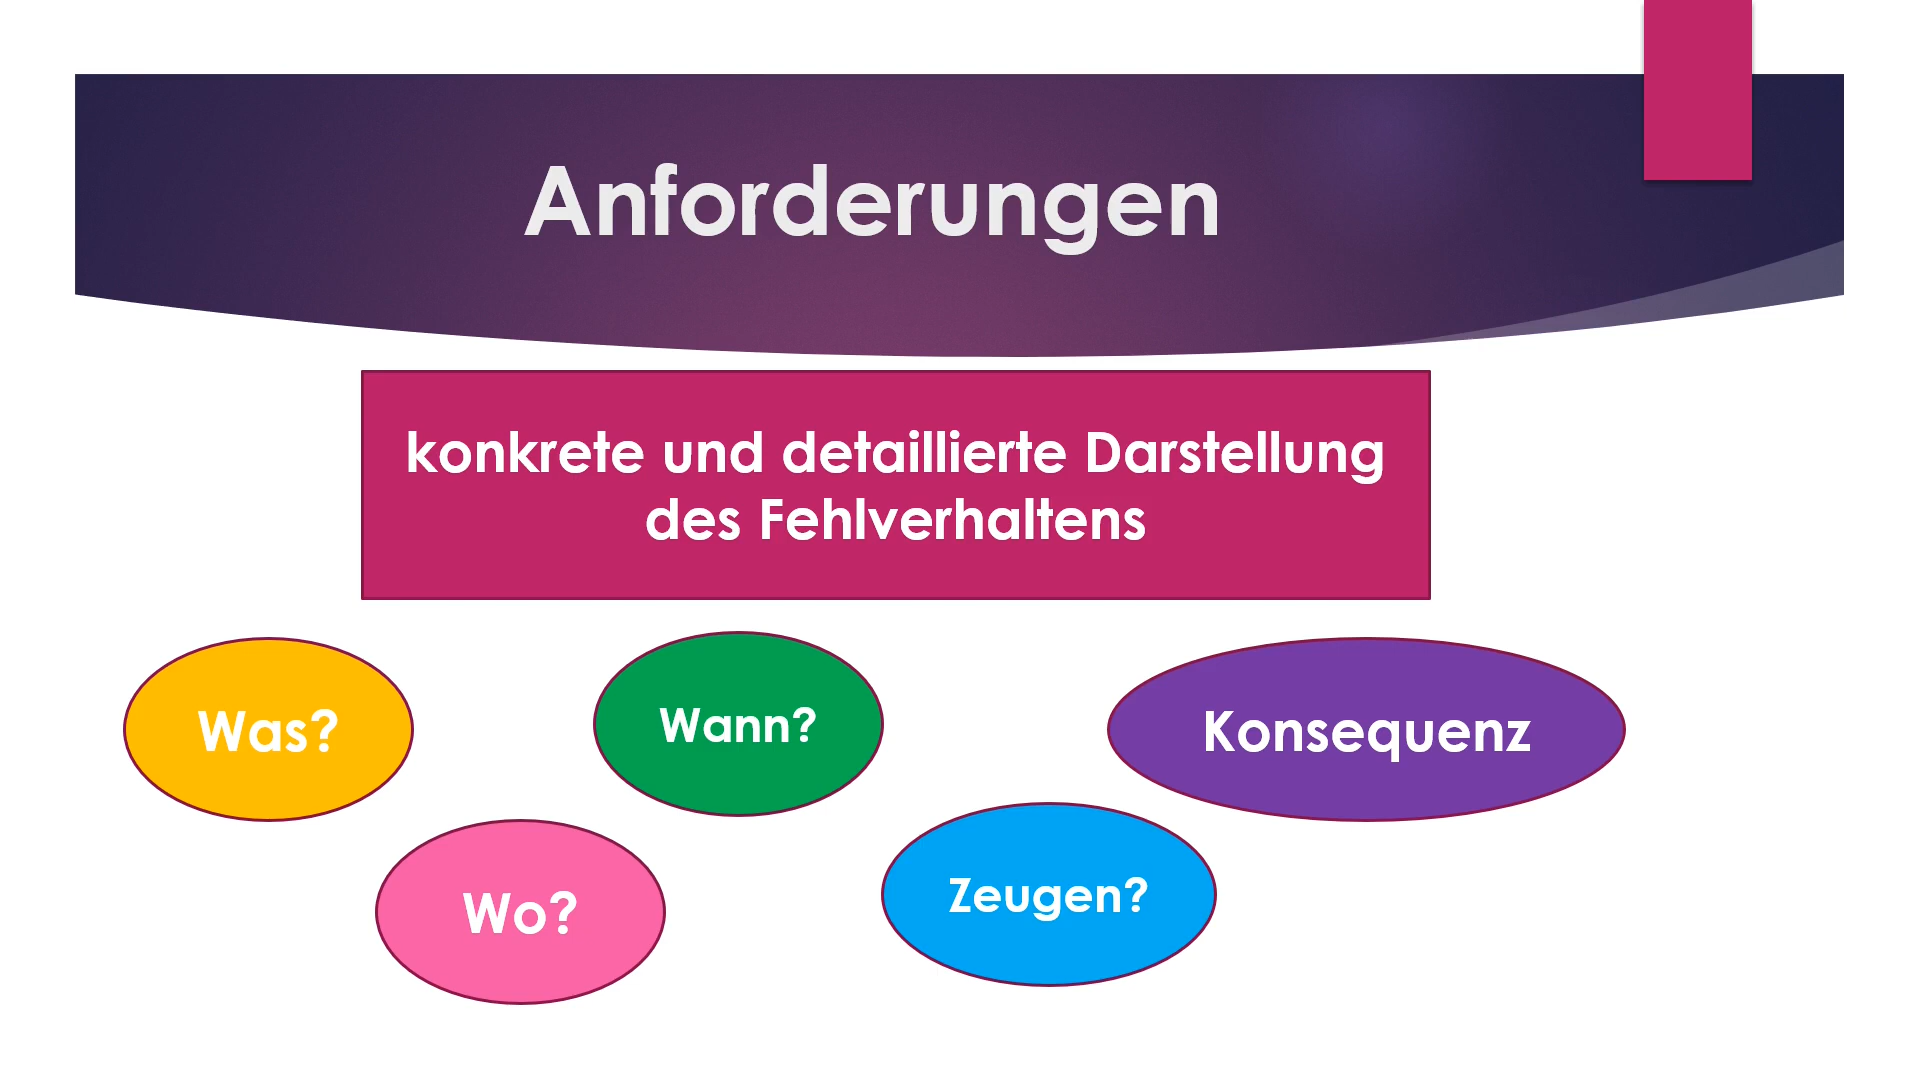 Anforderungen
konkrete und detaillierte Darstellung
des Fehlverhaltens
Was?
Wann?
Konsequenz
Wo?
Zeugen?